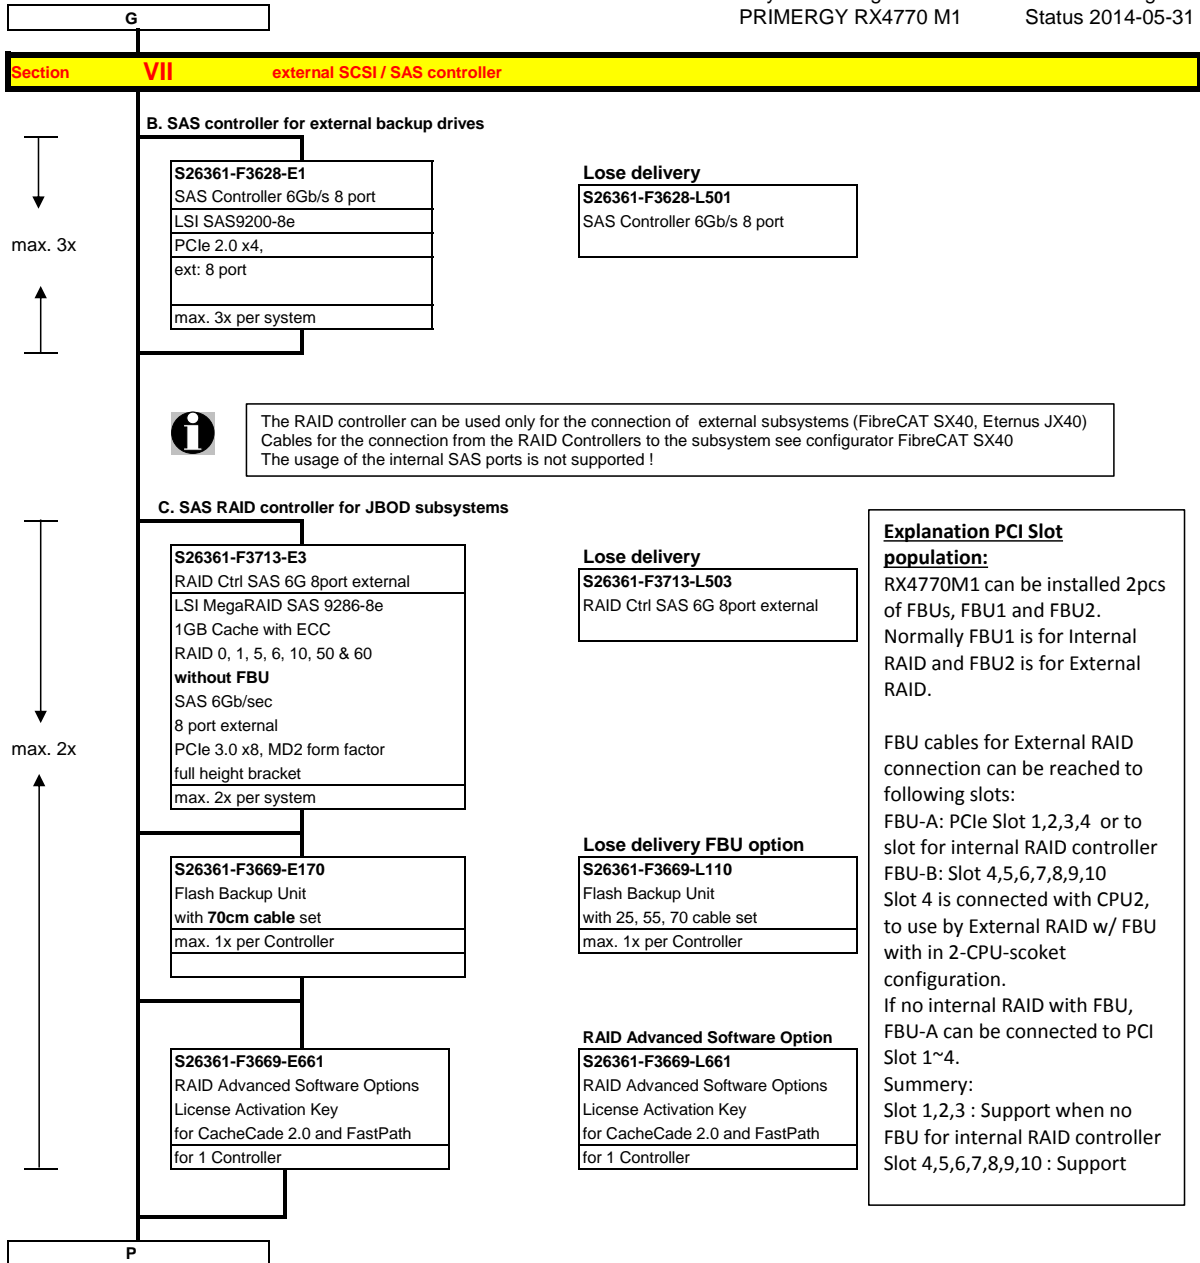 PRIMERGY RX4770 M1 Status 2014-05-31
G
Section VII external SCSI / SAS controller
B. SAS controller for external backup drives
max. 3x
S26361-F3628-E1
SAS Controller 6Gb/s 8 port
LSI SAS9200-8e
PCIe 2.0 x4,
ext: 8 port
max. 3x per system
Lose delivery
S26361-F3628-L501
SAS Controller 6Gb/s 8 port
The RAID controller can be used only for the connection of external subsystems (FibreCAT SX40, Eternus JX40)
Cables for the connection from the RAID Controllers to the subsystem see configurator FibreCAT SX40
The usage of the internal SAS ports is not supported !
C. SAS RAID controller for JBOD subsystems
max. 2x
S26361-F3713-E3
RAID Ctrl SAS 6G 8port external
LSI MegaRAID SAS 9286-8e
1GB Cache with ECC
RAID 0, 1, 5, 6, 10, 50 & 60
without FBU
SAS 6Gb/sec
8 port external
PCIe 3.0 x8, MD2 form factor
full height bracket
max. 2x per system
Lose delivery
S26361-F3713-L503
RAID Ctrl SAS 6G 8port external
S26361-F3669-E170
Flash Backup Unit
with 70cm cable set
max. 1x per Controller
Lose delivery FBU option
S26361-F3669-L110
Flash Backup Unit
with 25, 55, 70 cable set
max. 1x per Controller
S26361-F3669-E661
RAID Advanced Software Options
License Activation Key
for CacheCade 2.0 and FastPath
for 1 Controller
RAID Advanced Software Option
S26361-F3669-L661
RAID Advanced Software Options
License Activation Key
for CacheCade 2.0 and FastPath
for 1 Controller
Explanation PCI Slot
population:
RX4770M1 can be installed 2pcs
of FBUs, FBU1 and FBU2.
Normally FBU1 is for Internal
RAID and FBU2 is for External
RAID.
FBU cables for External RAID
connection can be reached to
following slots:
FBU-A: PCIe Slot 1,2,3,4 or to
slot for internal RAID controller
FBU-B: Slot 4,5,6,7,8,9,10
Slot 4 is connected with CPU2,
to use by External RAID w/ FBU
with in 2-CPU-scoket
configuration.
If no internal RAID with FBU,
FBU-A can be connected to PCI
Slot 1~4.
Summery:
Slot 1,2,3 : Support when no
FBU for internal RAID controller
Slot 4,5,6,7,8,9,10 : Support
P